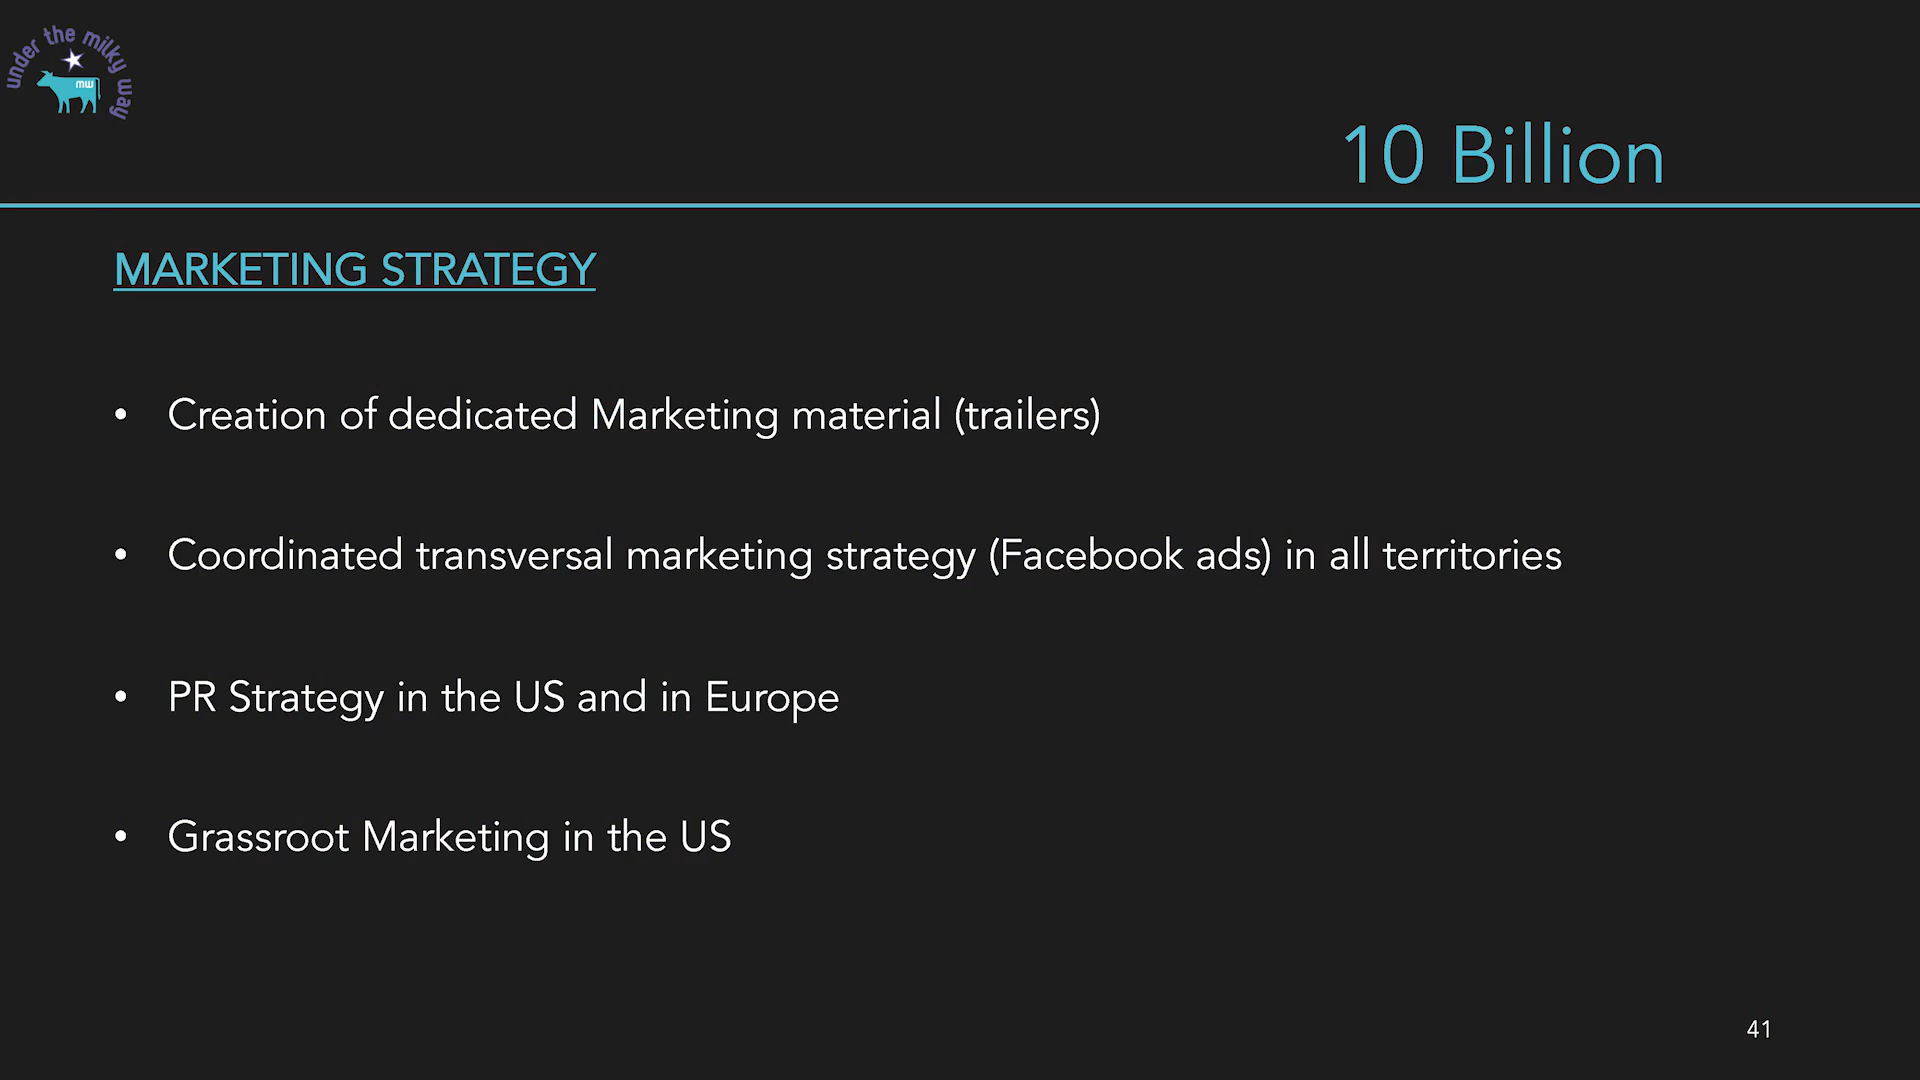 under the milky way
mw
10 Billion
MARKETING STRATEGY
• Creation of dedicated Marketing material (trailers)
• Coordinated transversal marketing strategy (Facebook ads) in all territories
• PR Strategy in the US and in Europe
• Grassroot Marketing in the US
41